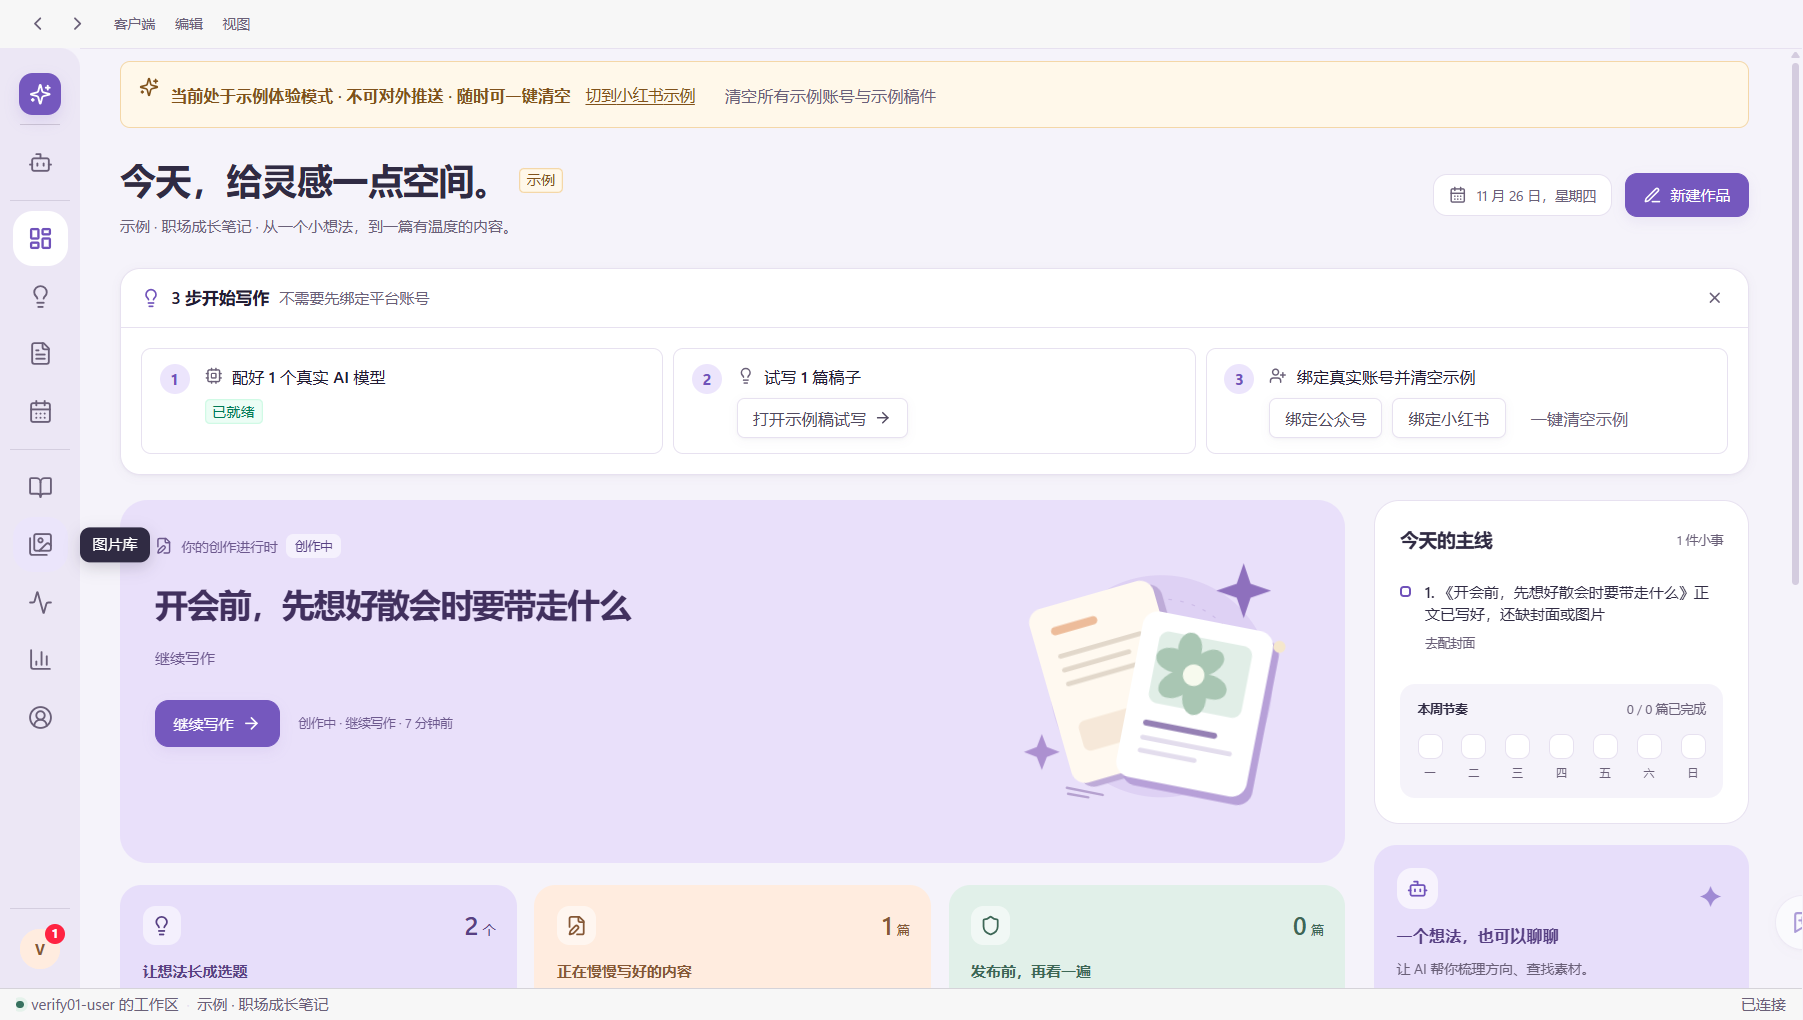 客户端 编辑 视图
当前处于示例体验模式 · 不可对外推送 · 随时可一键清空 切到小红书示例 清空所有示例账号与示例稿件
今天，给灵感一点空间。 示例
示例 · 职场成长笔记 · 从一个小想法，到一篇有温度的内容。
11 月 26 日，星期四 新建作品
3 步开始写作 不需要先绑定平台账号
1 配好 1 个真实 AI 模型
已就绪
2 试写 1 篇稿子
打开示例稿试写
3 绑定真实账号并清空示例
绑定公众号 绑定小红书 一键清空示例
图片库
你的创作进行时 创作中
开会前，先想好散会时要带走什么
继续写作
继续写作 创作中 · 继续写作 · 7 分钟前
今天的主线 1 件小事
1. 《开会前，先想好散会时要带走什么》正
文已写好，还缺封面或图片
去配封面
本周节奏 0 / 0 篇已完成
一 二 三 四 五 六 日
2 个
让想法长成选题
1 篇
正在慢慢写好的内容
0 篇
发布前，再看一遍
一个想法，也可以聊聊
让 AI 帮你梳理方向、查找素材。
V 1
verify01-user 的工作区 · 示例 · 职场成长笔记
已连接